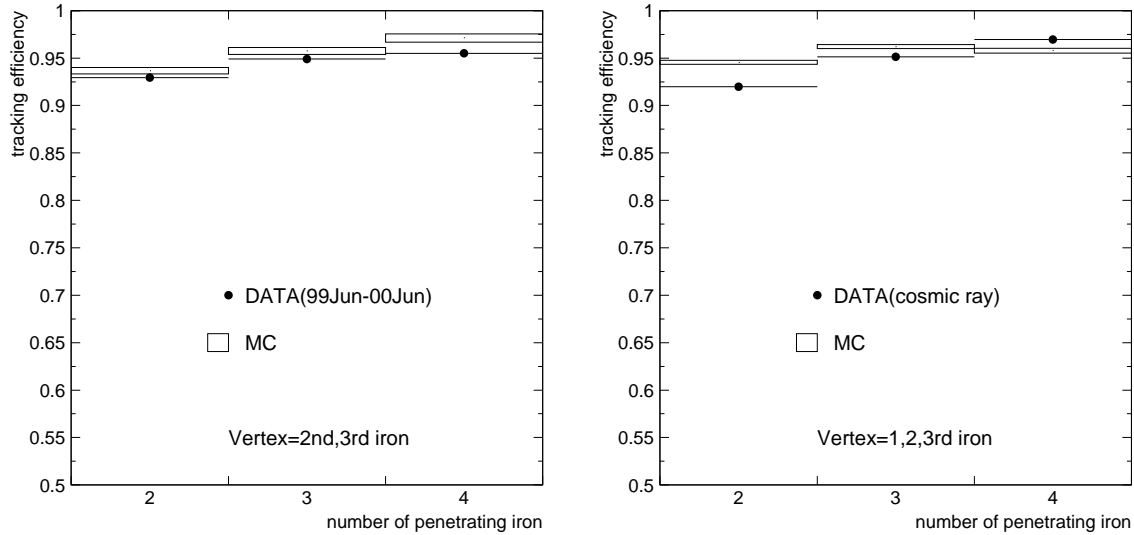 tracking efficiency
1
0.95
0.9
0.85
0.8
0.75
0.7
0.65
0.6
0.55
0.5
DATA(99Jun-00Jun)
MC
Vertex=2nd,3rd iron
2 3 4
number of penetrating iron
tracking efficiency
1
0.95
0.9
0.85
0.8
0.75
0.7
0.65
0.6
0.55
0.5
DATA(cosmic ray)
MC
Vertex=1,2,3rd iron
2 3 4
number of penetrating iron